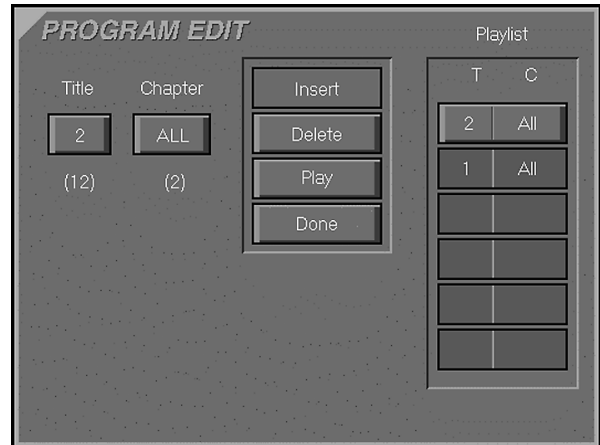 PROGRAM EDIT
Title
Chapter
2
ALL
(12)
(2)
Insert
Delete
Play
Done
Playlist
T C
2 All
1 All